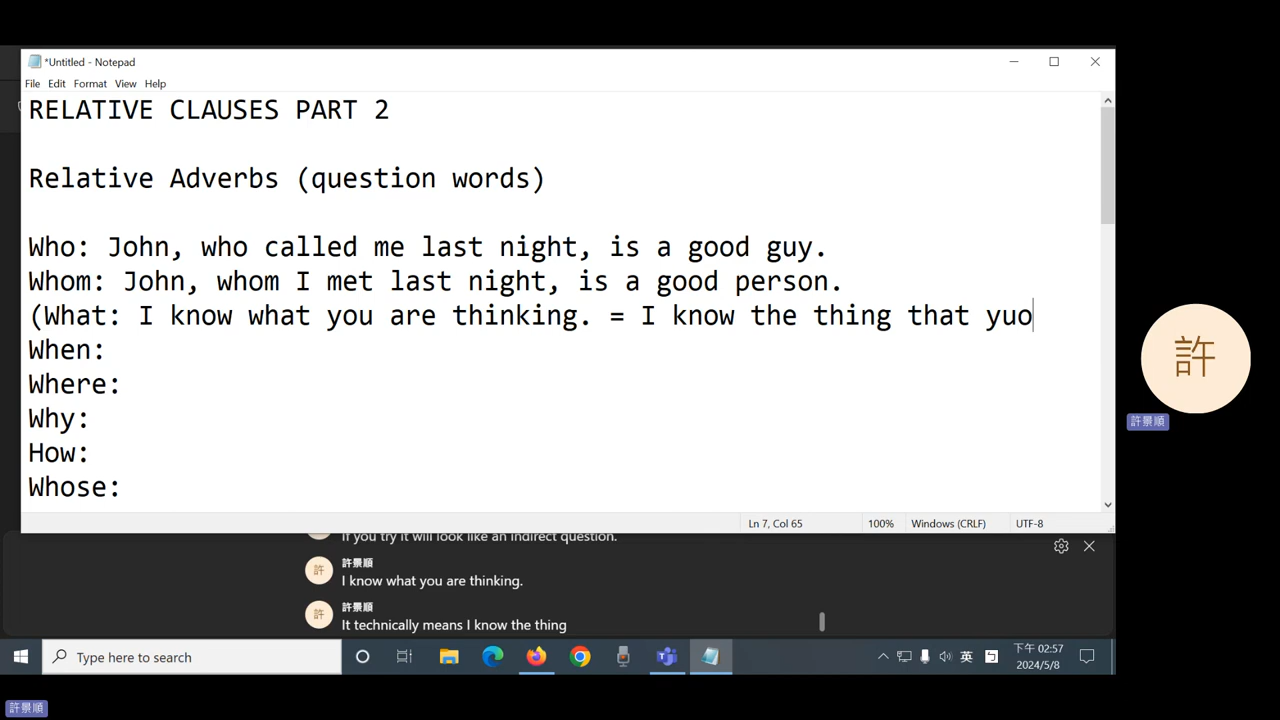 *Untitled - Notepad
File Edit Format View Help
RELATIVE CLAUSES PART 2
Relative Adverbs (question words)
Who: John, who called me last night, is a good guy.
Whom: John, whom I met last night, is a good person.
(What: I know what you are thinking. = I know the thing that yuo
When:
Where:
Why:
How:
Whose:
Ln 7, Col 65 100% Windows (CRLF) UTF-8
If you try it will look like an indirect question.
許 許景順
I know what you are thinking.
許 許景順
It technically means I know the thing
許
許景順
Type here to search
英
下午 02:57
2024/5/8
許景順